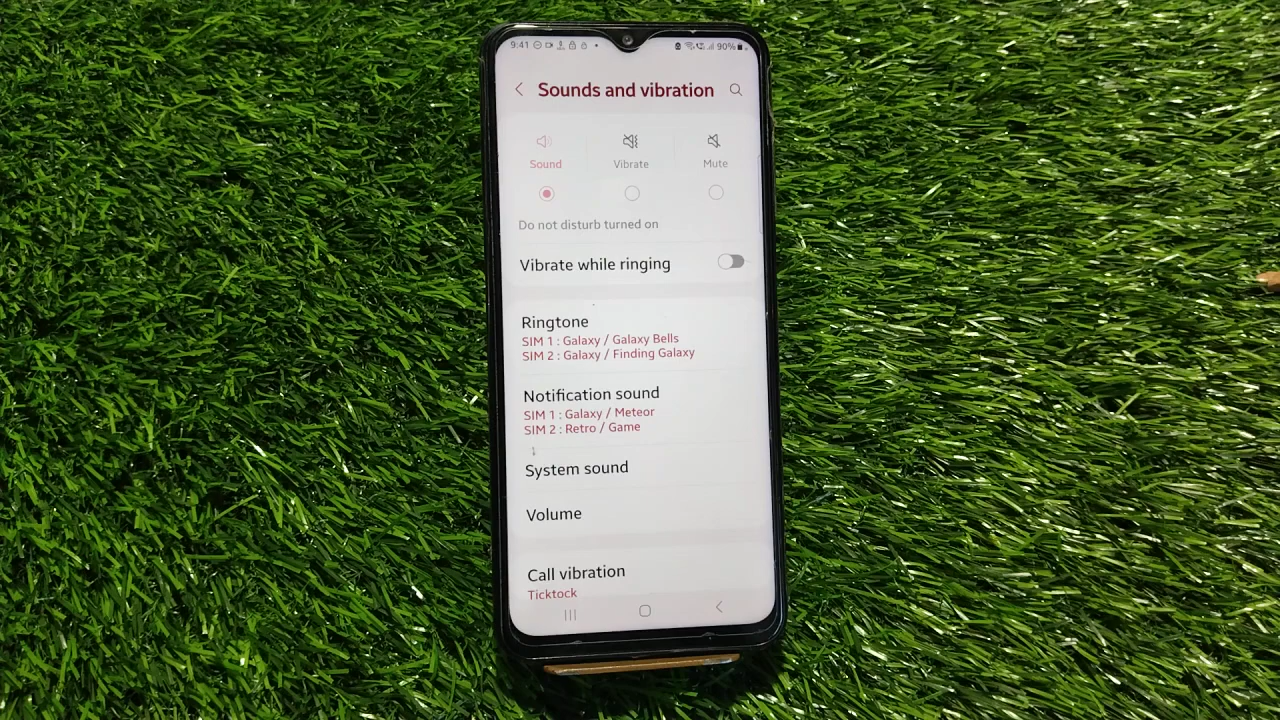 9:41 90%
Sounds and vibration
Sound Vibrate Mute
Do not disturb turned on
Vibrate while ringing
Ringtone
SIM 1 : Galaxy / Galaxy Bells
SIM 2 : Galaxy / Finding Galaxy
Notification sound
SIM 1 : Galaxy / Meteor
SIM 2 : Retro / Game
System sound
Volume
Call vibration
Ticktock